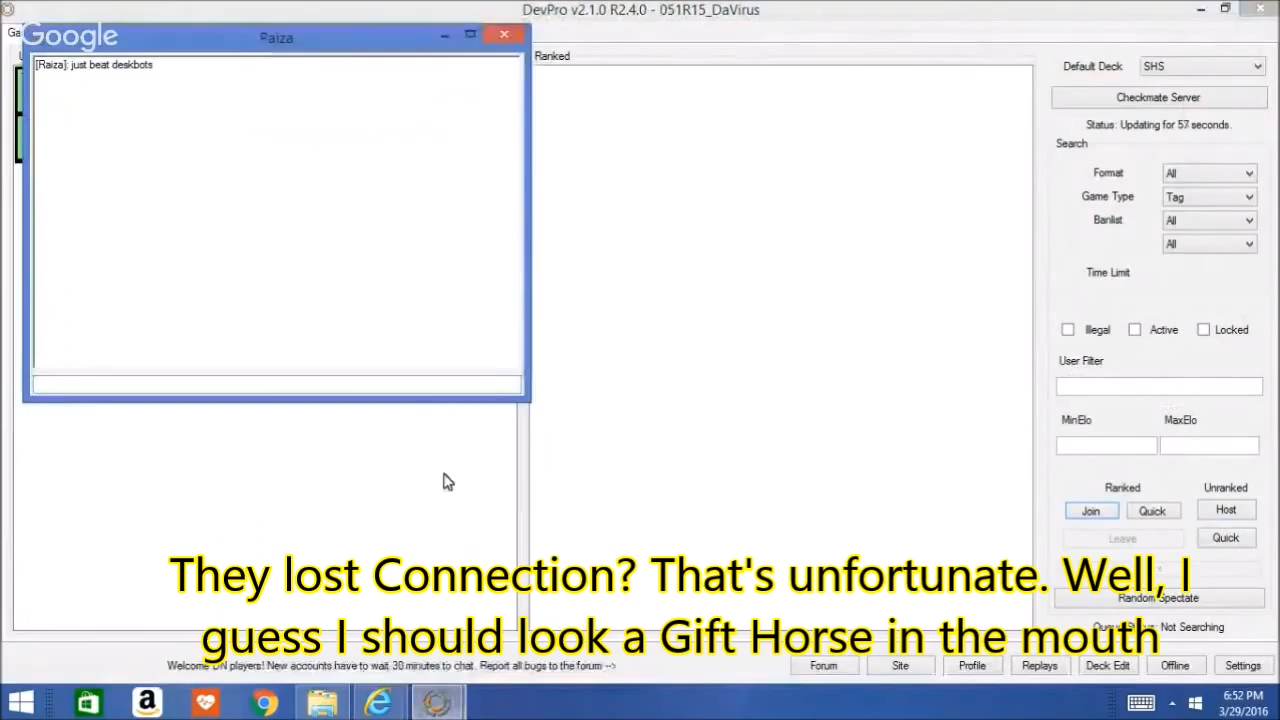 DevPro v2.1.0 R2.4.0 - 051R15_DaVirus
Google
Raiza
[Raiza]: just beat deskbots
Ranked
Default Deck SHS
Checkmate Server
Status: Updating for 57 seconds.
Search
Format All
Game Type Tag
Banlist All
All
Time Limit
Illegal Active Locked
User Filter
MinElo MaxElo
Ranked Unranked
Join Quick Host
Leave Quick
They lost Connection? That's unfortunate. Well, I
Random Spectate
guess I should look a Gift Horse in the mouth
Not Searching
Welcome DN players! New accounts have to wait 30 minutes to chat. Report all bugs to the forum -->
Forum Site Profile Replays Deck Edit Offline Settings
6:52 PM
3/29/2016